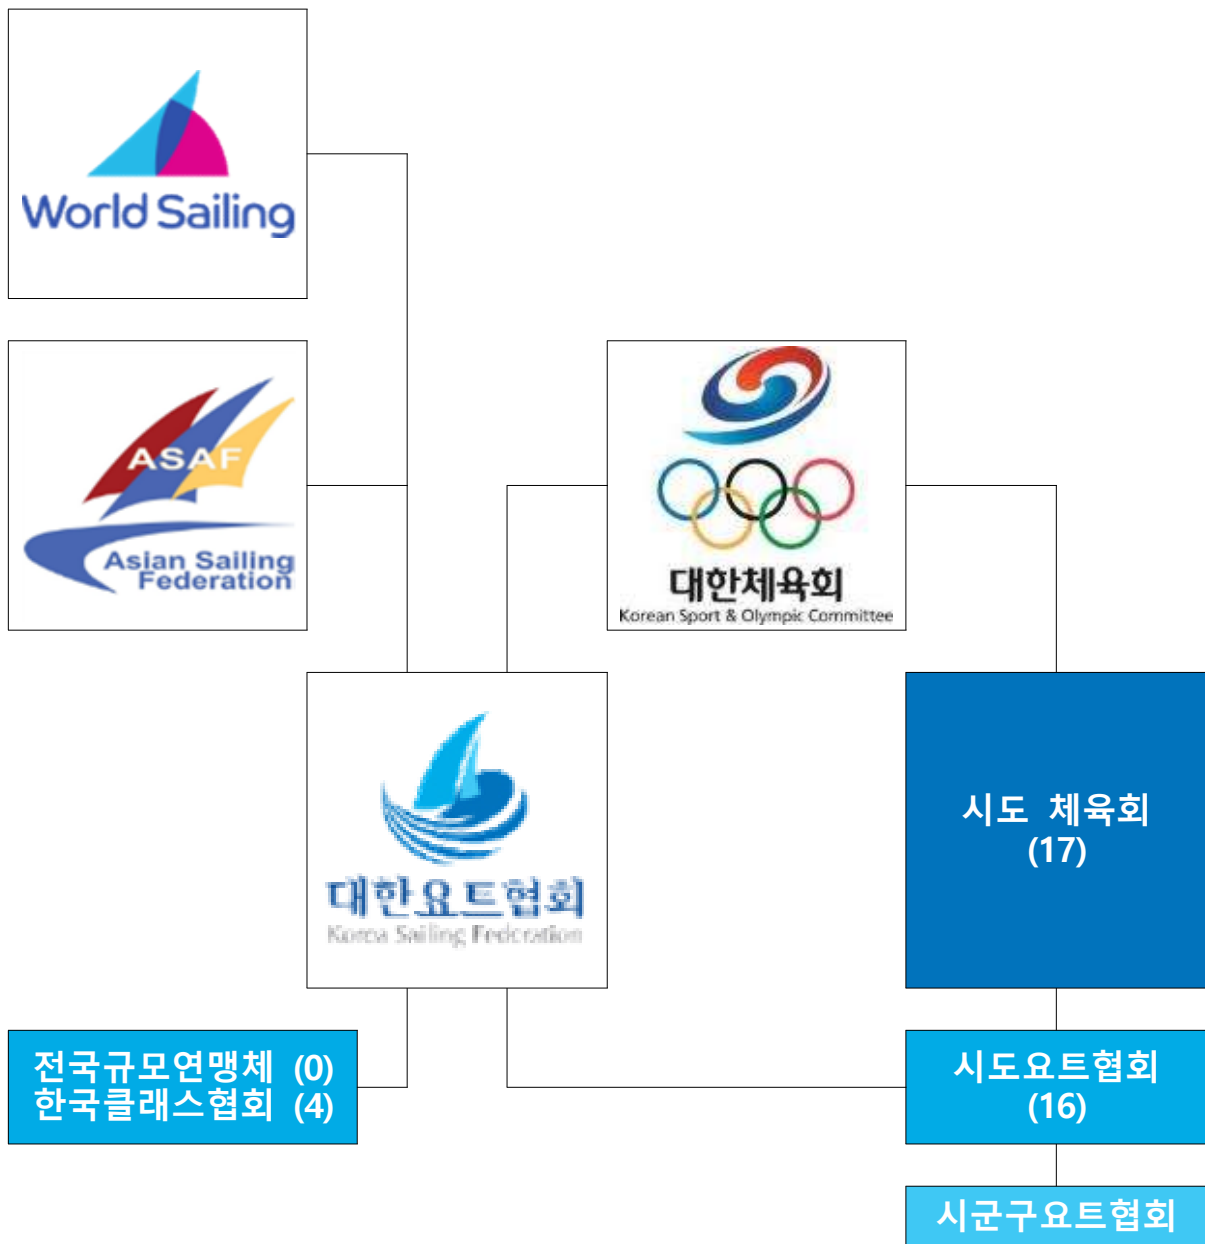 World Sailing
ASAF
Asian Sailing
Federation
대한체육회
Korean Sport & Olympic Committee
대한요트협회
Korea Sailing Federation
시도 체육회
(17)
전국규모연맹체 (0)
한국클래스협회 (4)
시도요트협회
(16)
시군구요트협회